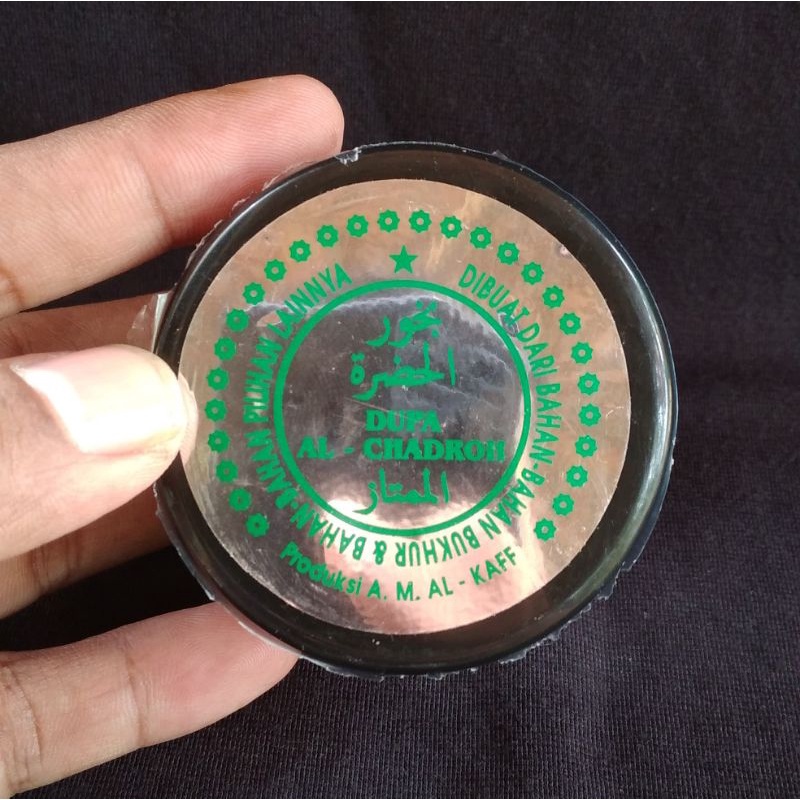 DIBUAT DARI BAHAN-BAHAN BUKHUR & BAHAN-BAHAN PILIHAN LAINNYA
بخور
الحضرة
DUPA
AL - CHADROH
الممتاز
Produksi A. M. AL - KAFF